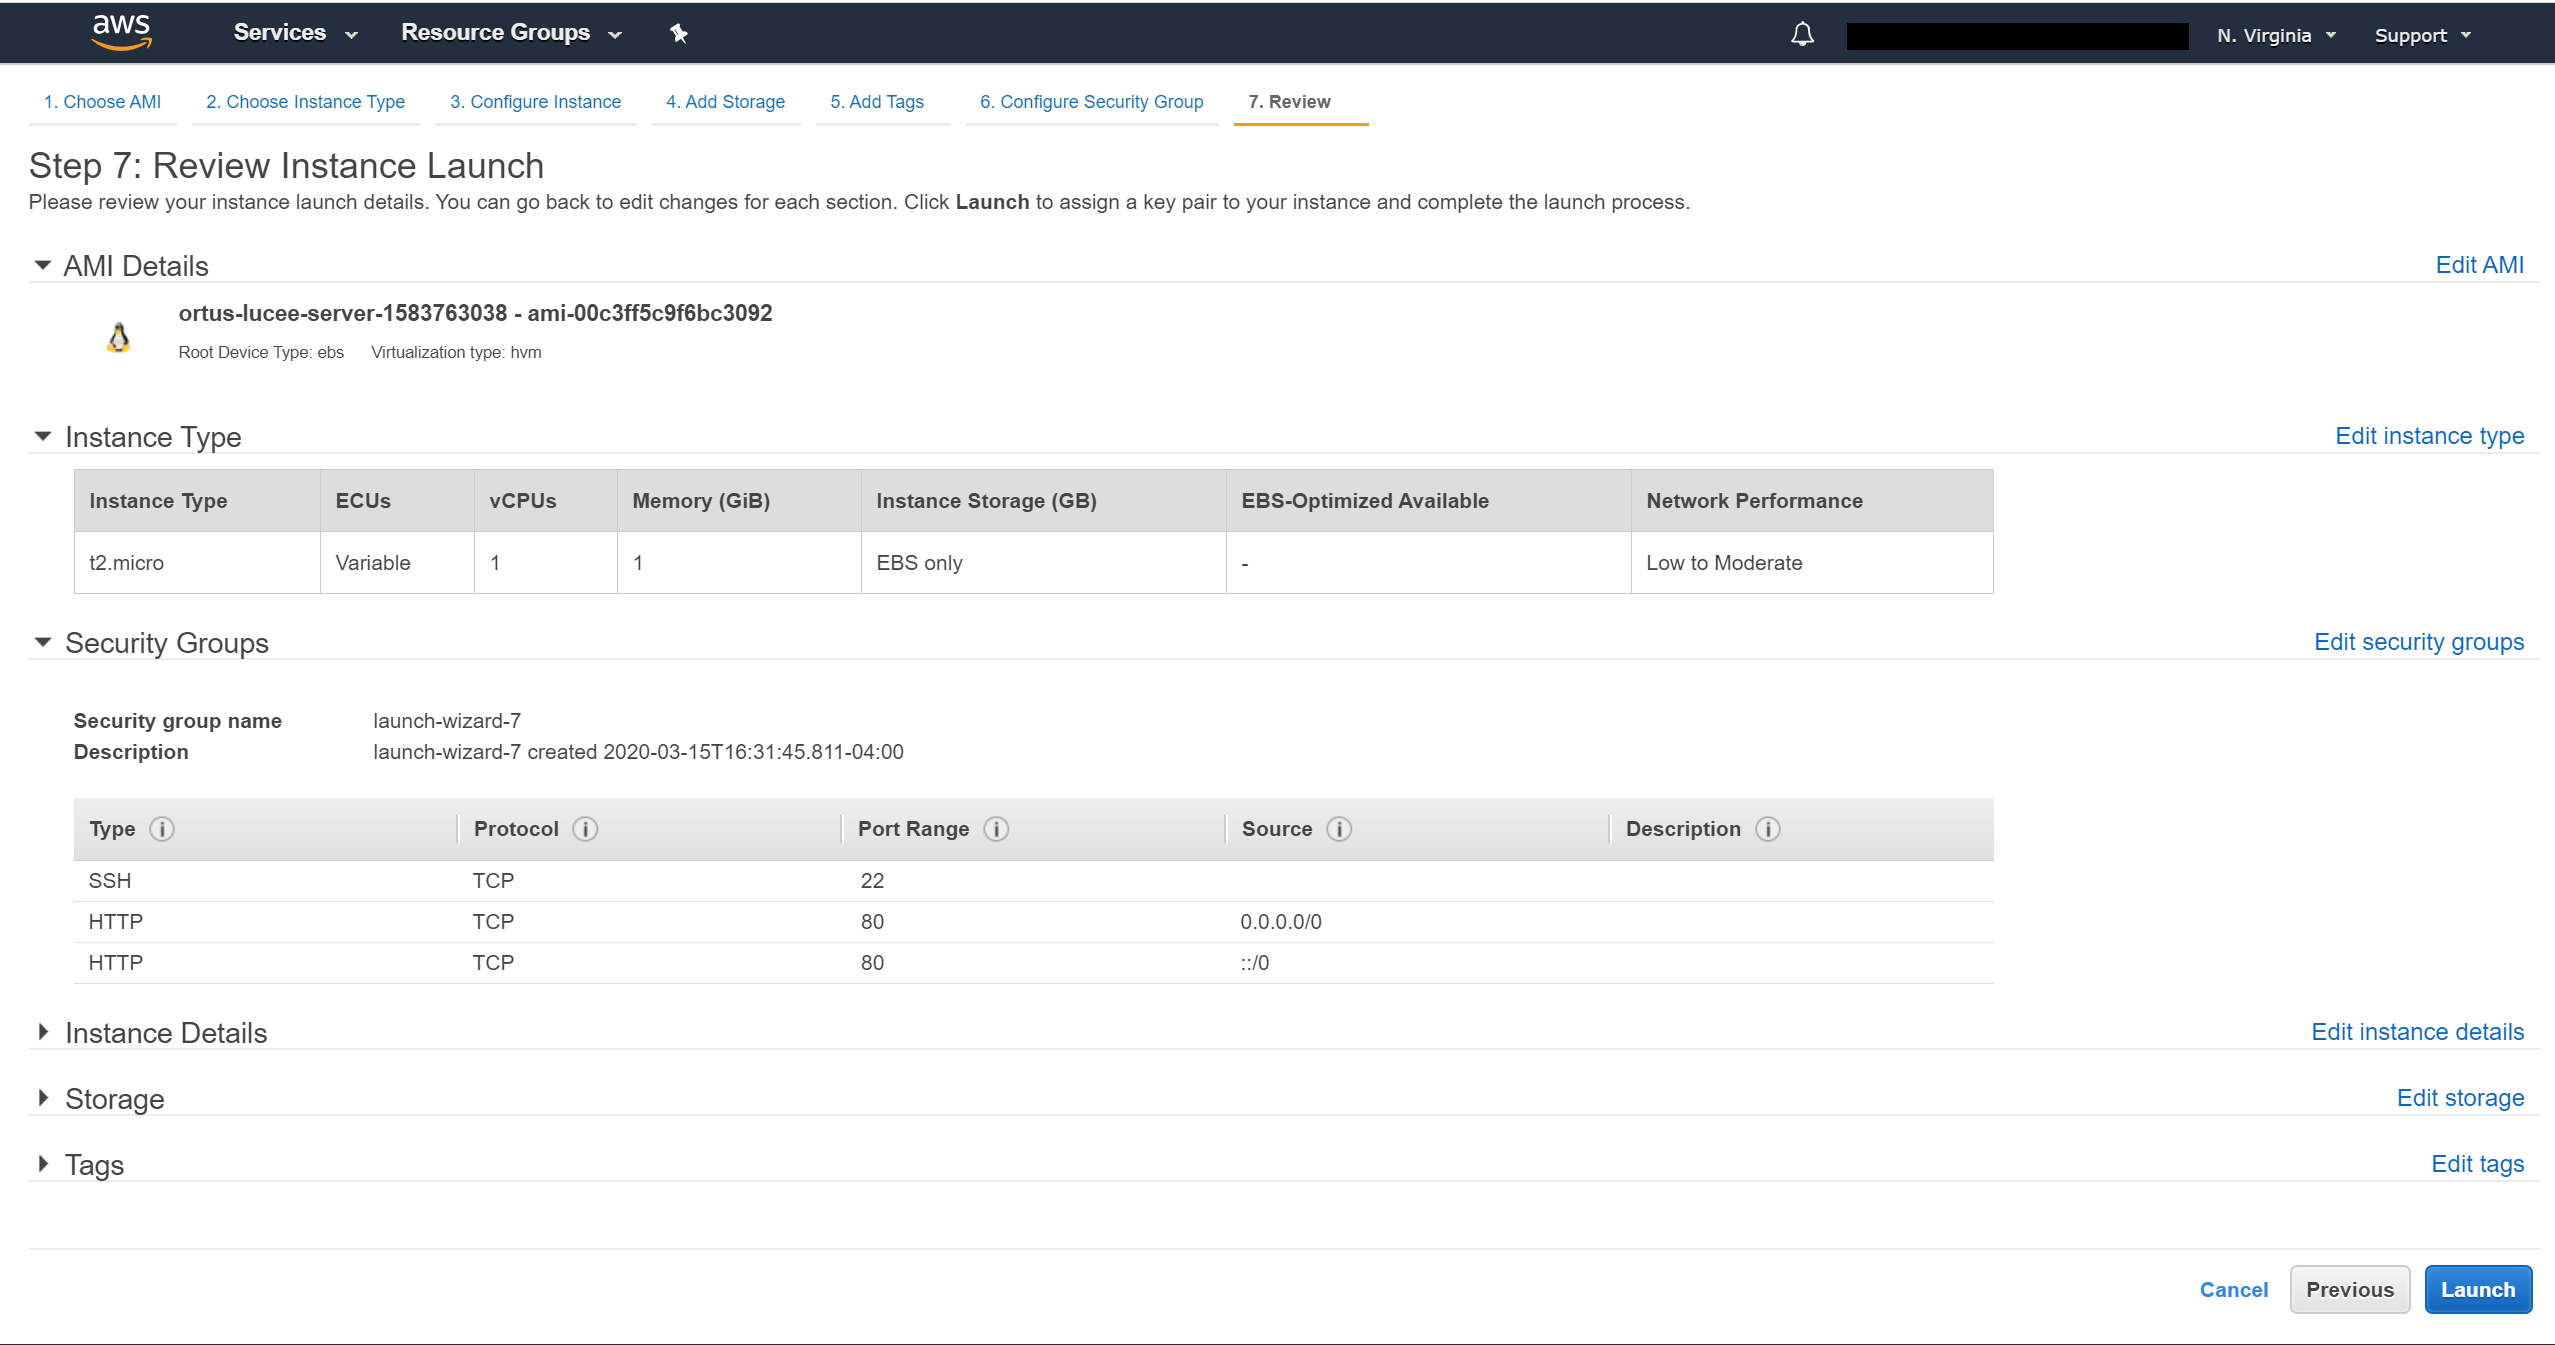 aws Services Resource Groups N. Virginia Support
1. Choose AMI 2. Choose Instance Type 3. Configure Instance 4. Add Storage 5. Add Tags 6. Configure Security Group 7. Review
Step 7: Review Instance Launch
Please review your instance launch details. You can go back to edit changes for each section. Click Launch to assign a key pair to your instance and complete the launch process.
AMI Details Edit AMI
ortus-lucee-server-1583763038 - ami-00c3ff5c9f6bc3092
Root Device Type: ebs Virtualization type: hvm
Instance Type Edit instance type
Instance Type ECUs vCPUs Memory (GiB) Instance Storage (GB) EBS-Optimized Available Network Performance
t2.micro Variable 1 1 EBS only - Low to Moderate
Security Groups Edit security groups
Security group name launch-wizard-7
Description launch-wizard-7 created 2020-03-15T16:31:45.811-04:00
Type i Protocol i Port Range i Source i Description i
SSH TCP 22
HTTP TCP 80 0.0.0.0/0
HTTP TCP 80 ::/0
Instance Details Edit instance details
Storage Edit storage
Tags Edit tags
Cancel Previous Launch